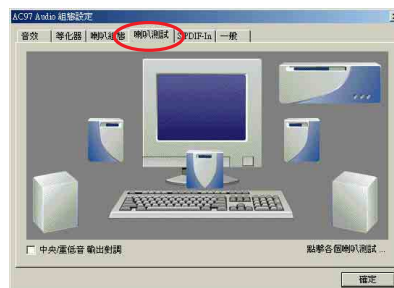 AC97 Audio 組態設定
音效 等化器 喇叭組態 喇叭測試 S/PDIF-In 一般
中央/重低音 輸出對調
點擊各個喇叭測試 ...
確定